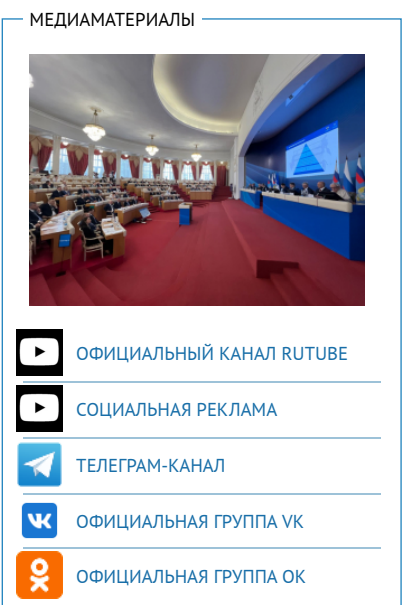 МЕДИАМАТЕРИАЛЫ
ОФИЦИАЛЬНЫЙ КАНАЛ RUTUBE
СОЦИАЛЬНАЯ РЕКЛАМА
ТЕЛЕГРАМ-КАНАЛ
ОФИЦИАЛЬНАЯ ГРУППА VK
ОФИЦИАЛЬНАЯ ГРУППА ОК